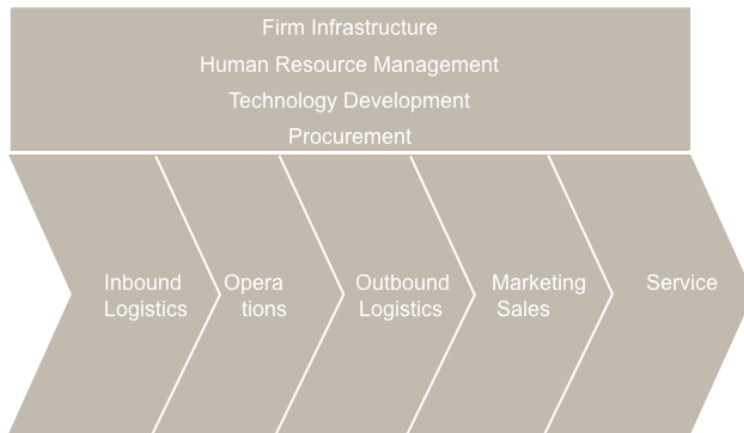 Firm Infrastructure
Human Resource Management
Technology Development
Procurement
Inbound
Logistics
Opera
tions
Outbound
Logistics
Marketing
Sales
Service